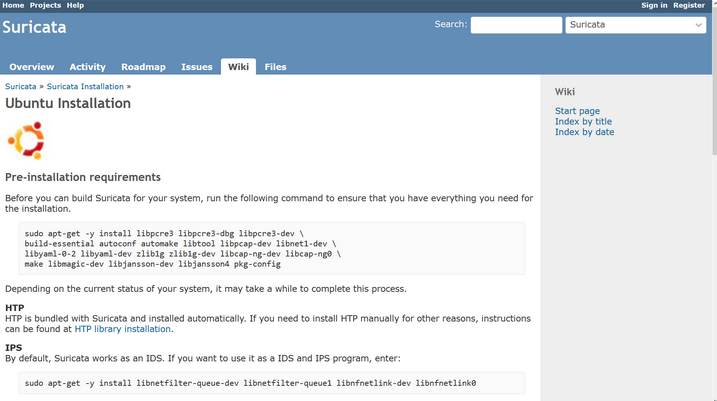 Home Projects Help Sign in Register
Suricata
Search: Suricata
Overview Activity Roadmap Issues Wiki Files
Suricata » Suricata Installation »
Ubuntu Installation
Pre-installation requirements
Before you can build Suricata for your system, run the following command to ensure that you have everything you need for
the installation.
sudo apt-get -y install libpcre3 libpcre3-dbg libpcre3-dev \
build-essential autoconf automake libtool libpcap-dev libnet1-dev \
libyaml-0-2 libyaml-dev zlib1g zlib1g-dev libcap-ng-dev libcap-ng0 \
make libmagic-dev libjansson-dev libjansson4 pkg-config
Depending on the current status of your system, it may take a while to complete this process.
HTP
HTP is bundled with Suricata and installed automatically. If you need to install HTP manually for other reasons, instructions
can be found at HTP library installation.
IPS
By default, Suricata works as an IDS. If you want to use it as a IDS and IPS program, enter:
sudo apt-get -y install libnetfilter-queue-dev libnetfilter-queue1 libnfnetlink-dev libnfnetlink0
Wiki
Start page
Index by title
Index by date